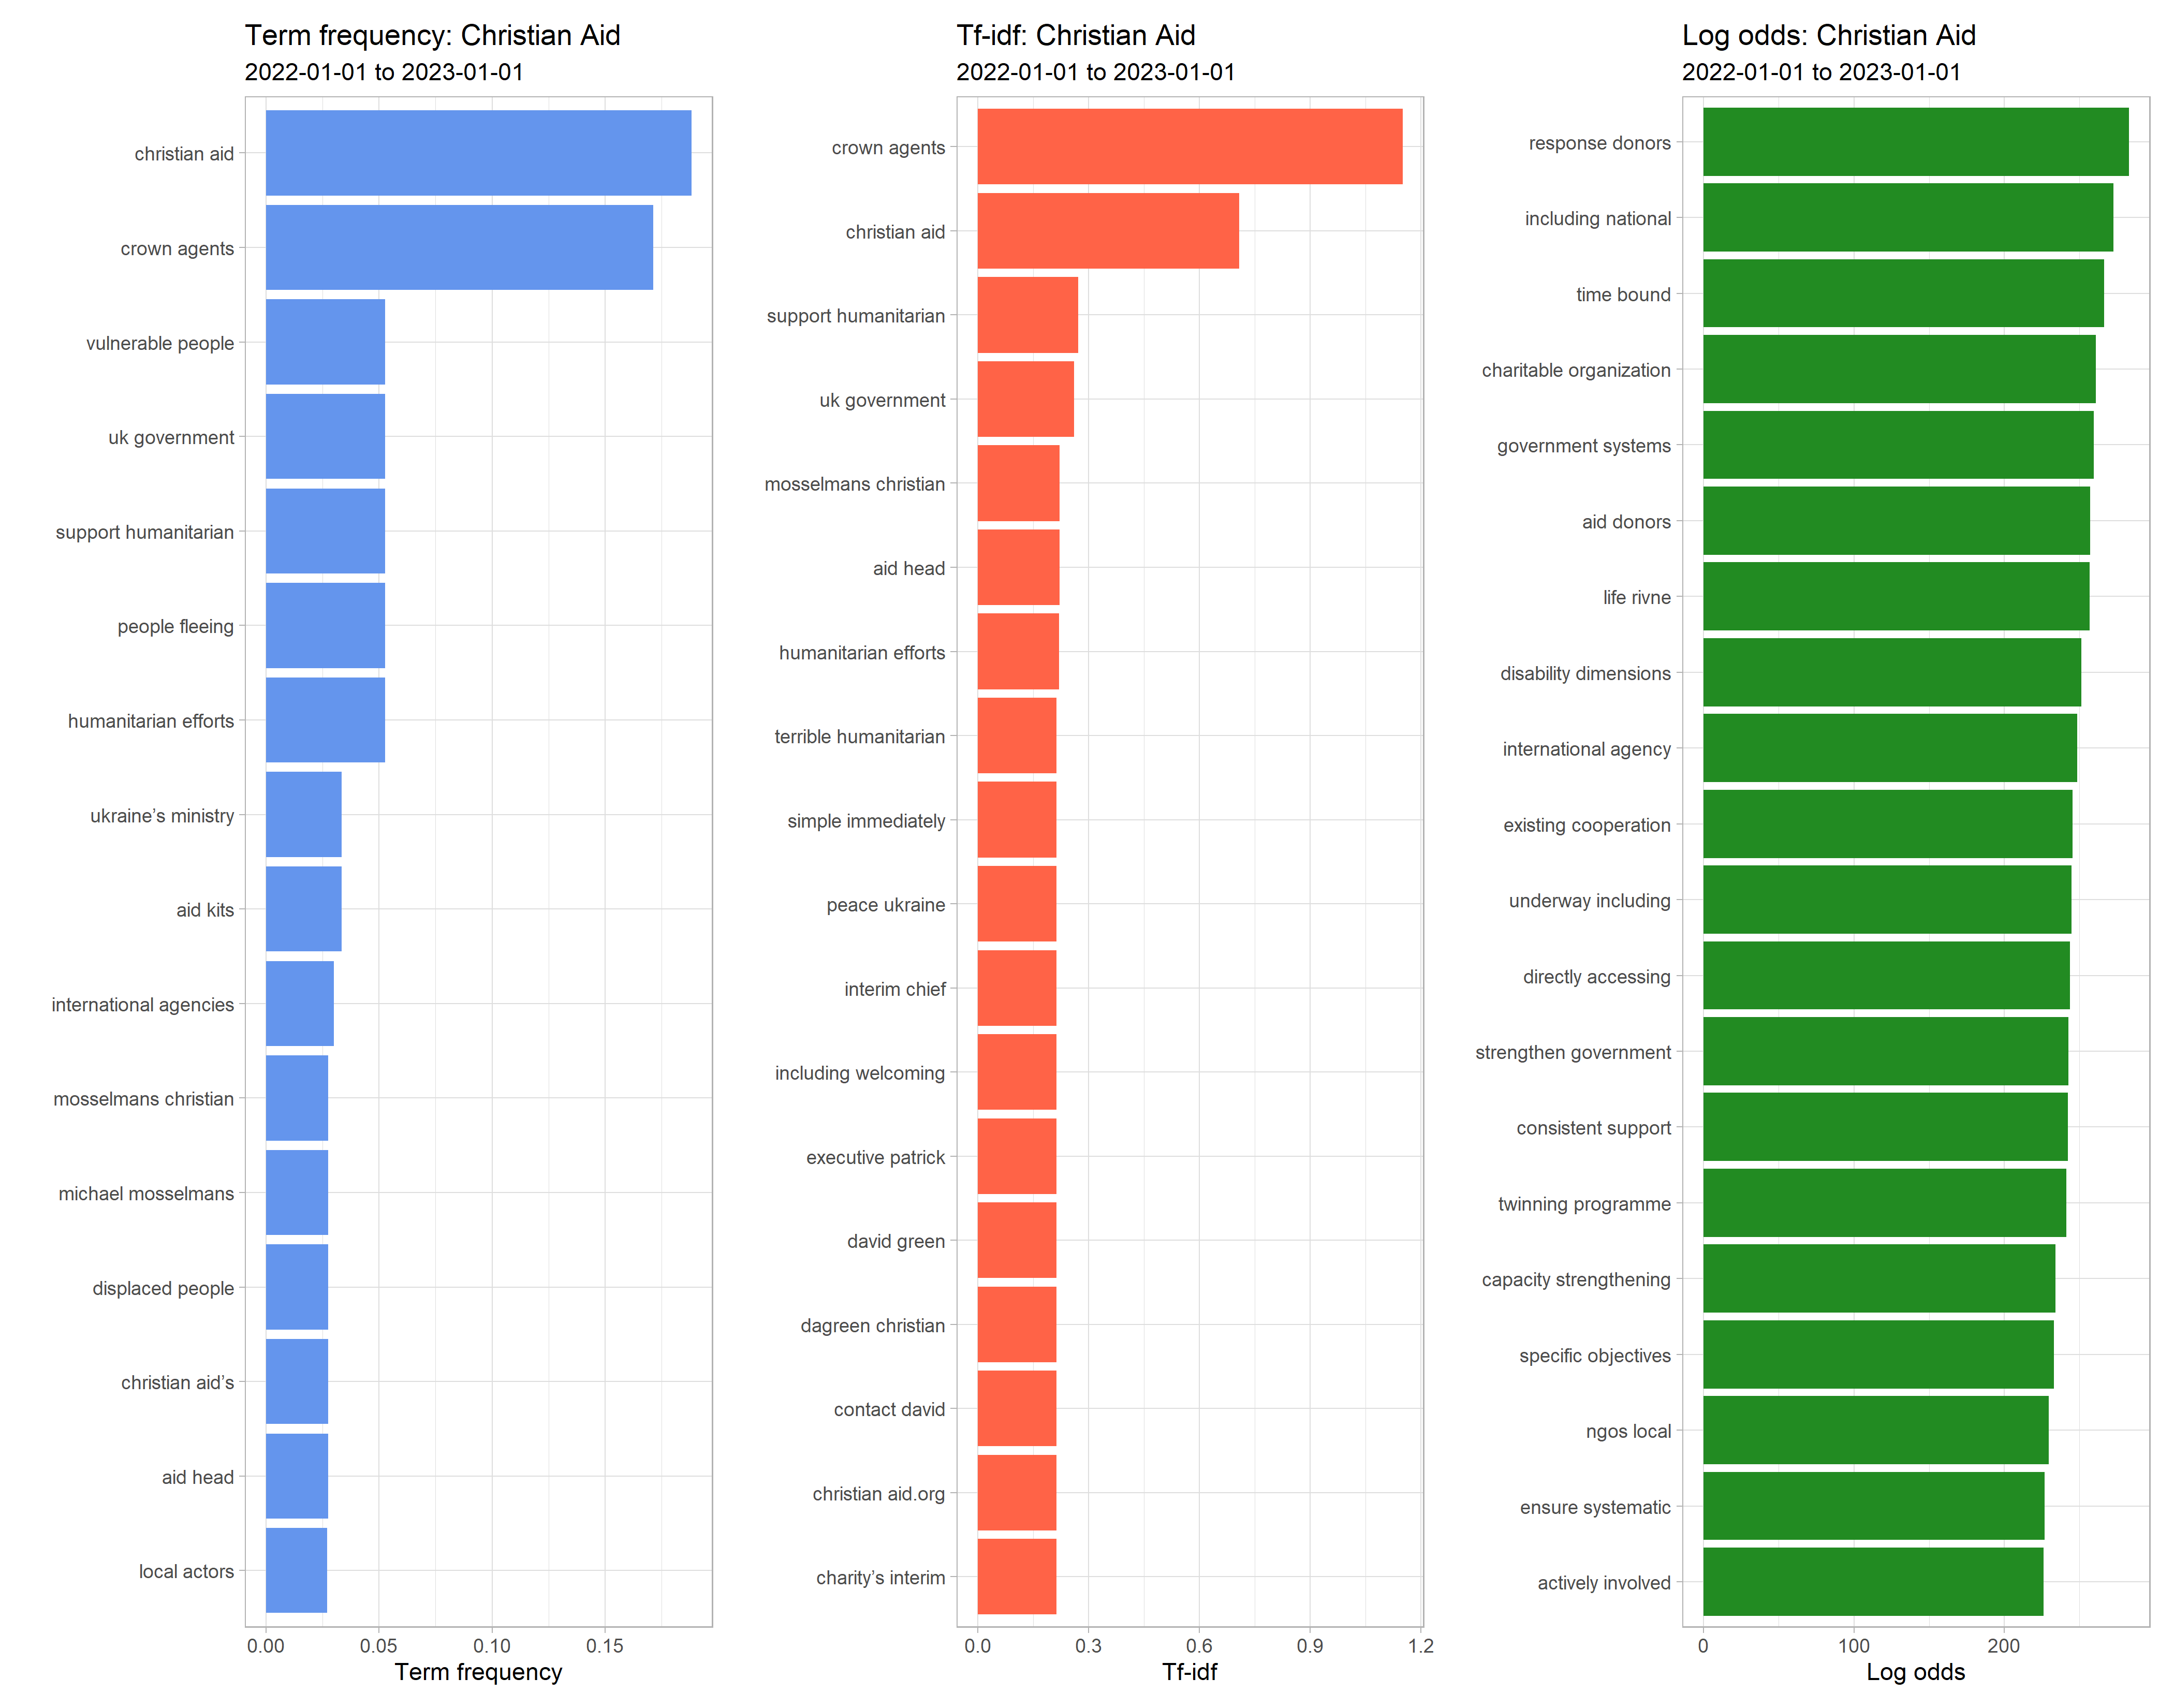 Term frequency: Christian Aid
2022-01-01 to 2023-01-01
christian aid
crown agents
vulnerable people
uk government
support humanitarian
people fleeing
humanitarian efforts
ukraine’s ministry
aid kits
international agencies
mosselmans christian
michael mosselmans
displaced people
christian aid’s
aid head
local actors
0.00 0.05 0.10 0.15
Term frequency
Tf-idf: Christian Aid
2022-01-01 to 2023-01-01
crown agents
christian aid
support humanitarian
uk government
mosselmans christian
aid head
humanitarian efforts
terrible humanitarian
simple immediately
peace ukraine
interim chief
including welcoming
executive patrick
david green
dagreen christian
contact david
christian aid.org
charity’s interim
0.0 0.3 0.6 0.9 1.2
Tf-idf
Log odds: Christian Aid
2022-01-01 to 2023-01-01
response donors
including national
time bound
charitable organization
government systems
aid donors
life rivne
disability dimensions
international agency
existing cooperation
underway including
directly accessing
strengthen government
consistent support
twinning programme
capacity strengthening
specific objectives
ngos local
ensure systematic
actively involved
0 100 200
Log odds